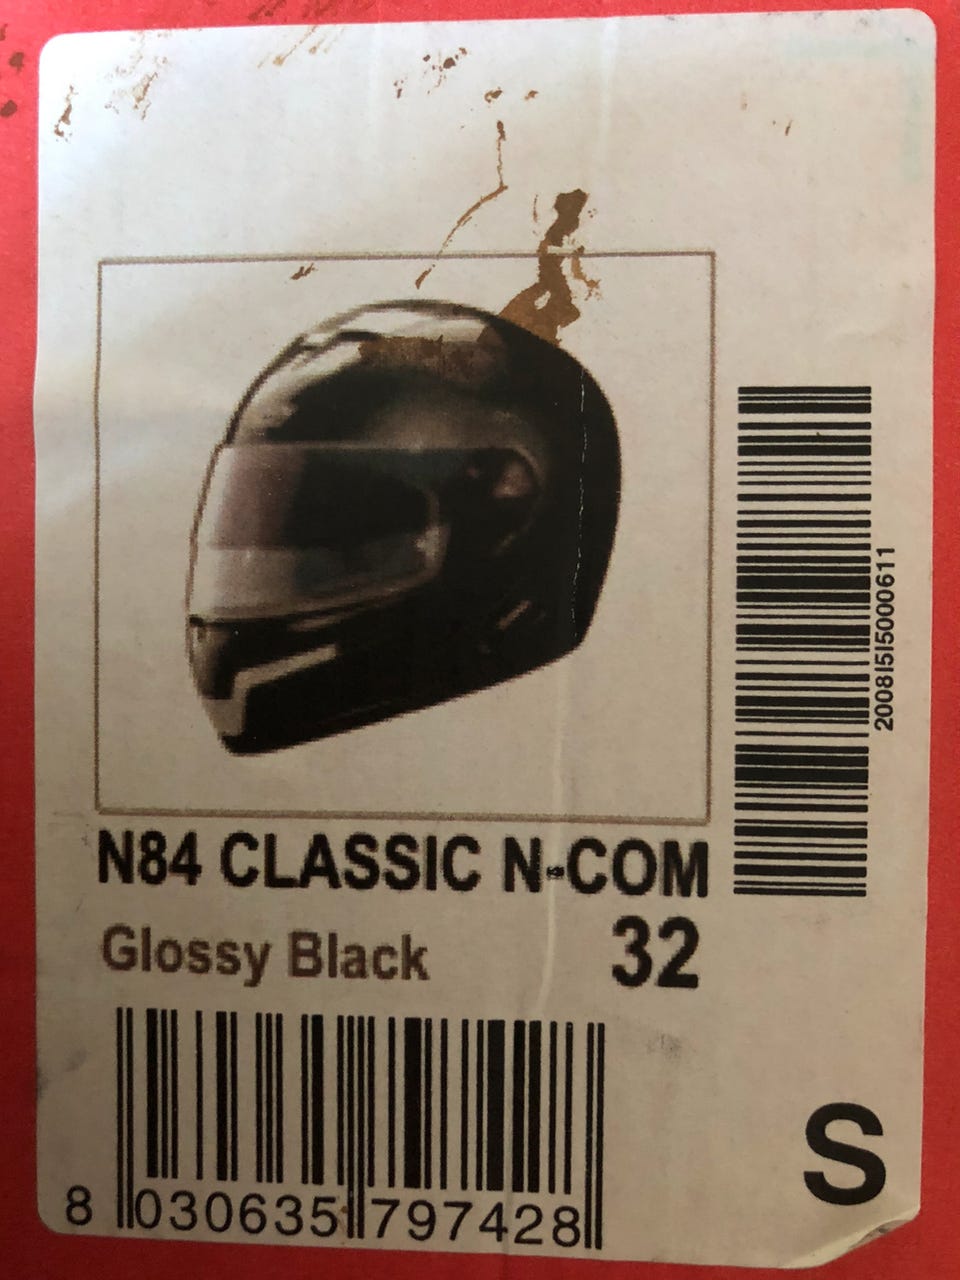 2008I5I5000611
N84 CLASSIC N-COM
Glossy Black 32
8 030635 797428
S